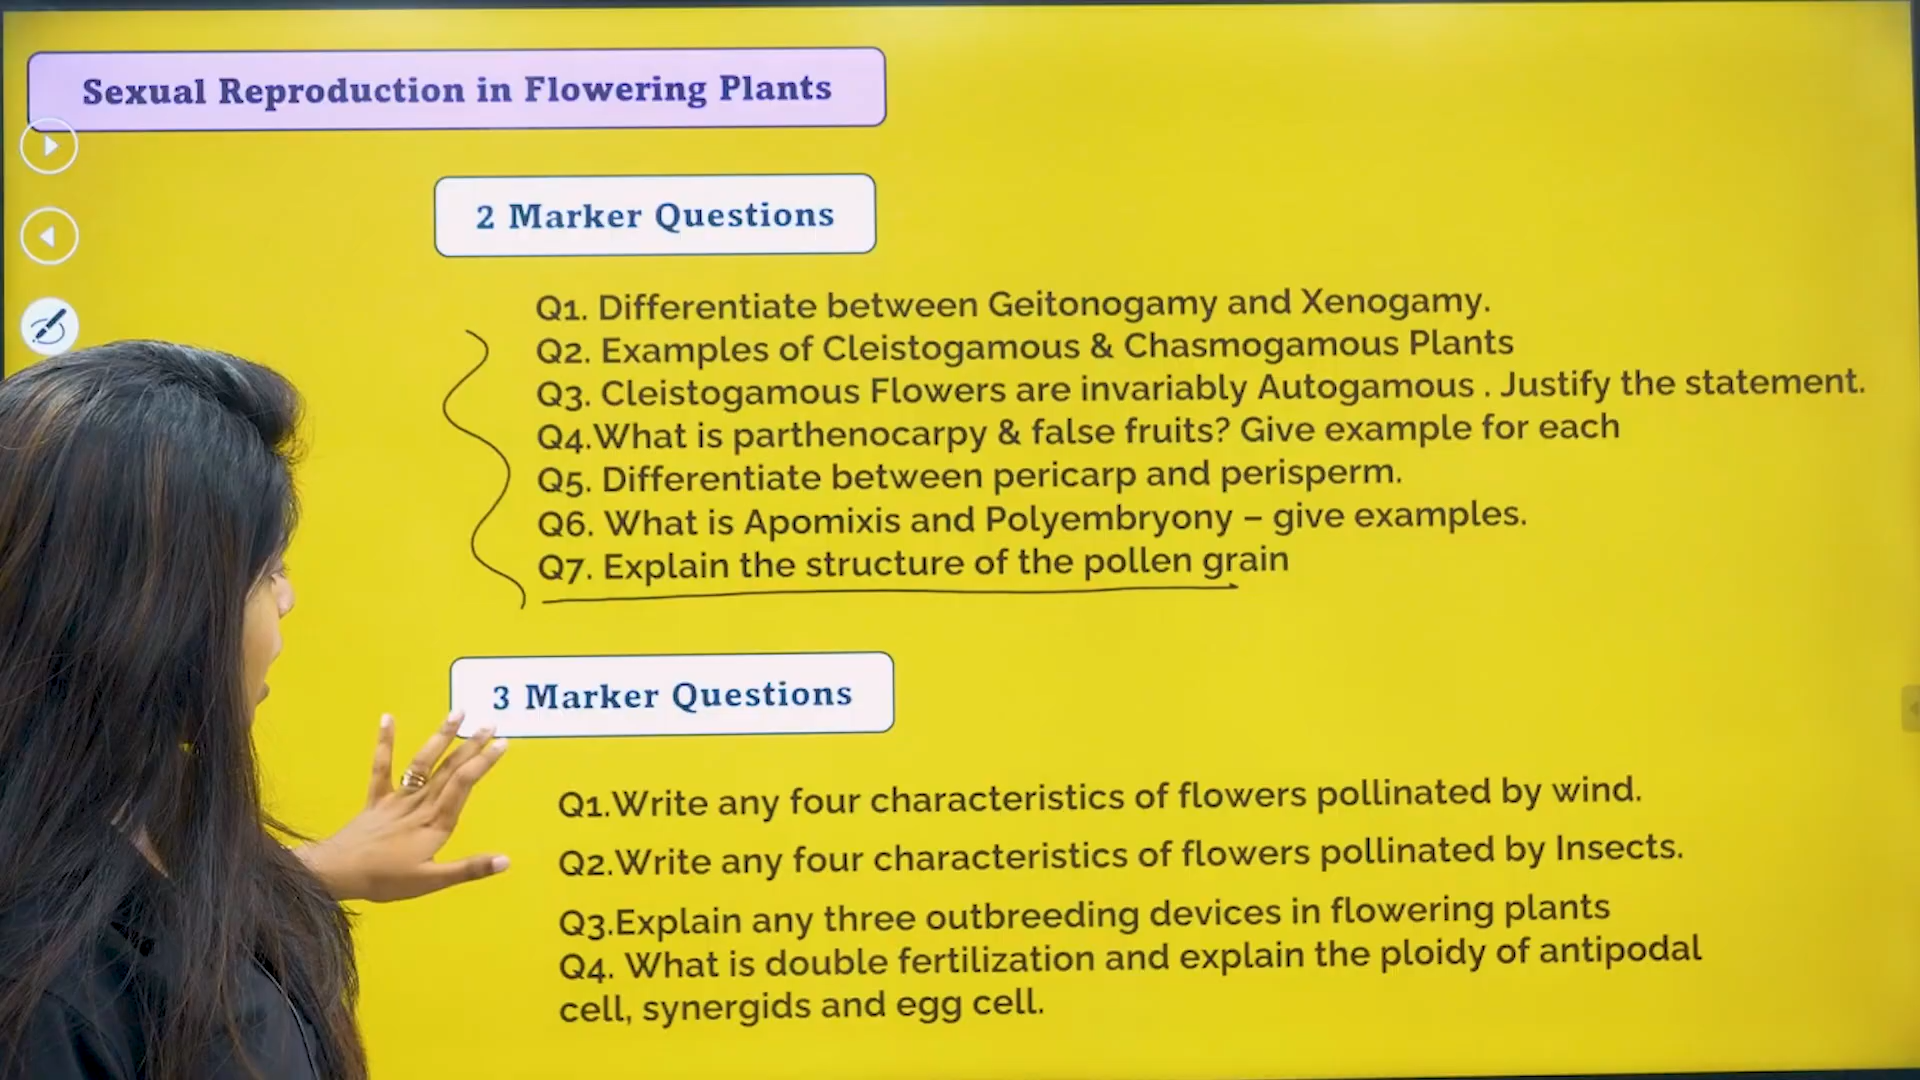 Sexual Reproduction in Flowering Plants
2 Marker Questions
Q1. Differentiate between Geitonogamy and Xenogamy.
Q2. Examples of Cleistogamous & Chasmogamous Plants
Q3. Cleistogamous Flowers are invariably Autogamous . Justify the statement.
Q4.What is parthenocarpy & false fruits? Give example for each
Q5. Differentiate between pericarp and perisperm.
Q6. What is Apomixis and Polyembryony – give examples.
Q7. Explain the structure of the pollen grain
3 Marker Questions
Q1.Write any four characteristics of flowers pollinated by wind.
Q2.Write any four characteristics of flowers pollinated by Insects.
Q3.Explain any three outbreeding devices in flowering plants
Q4. What is double fertilization and explain the ploidy of antipodal
cell, synergids and egg cell.